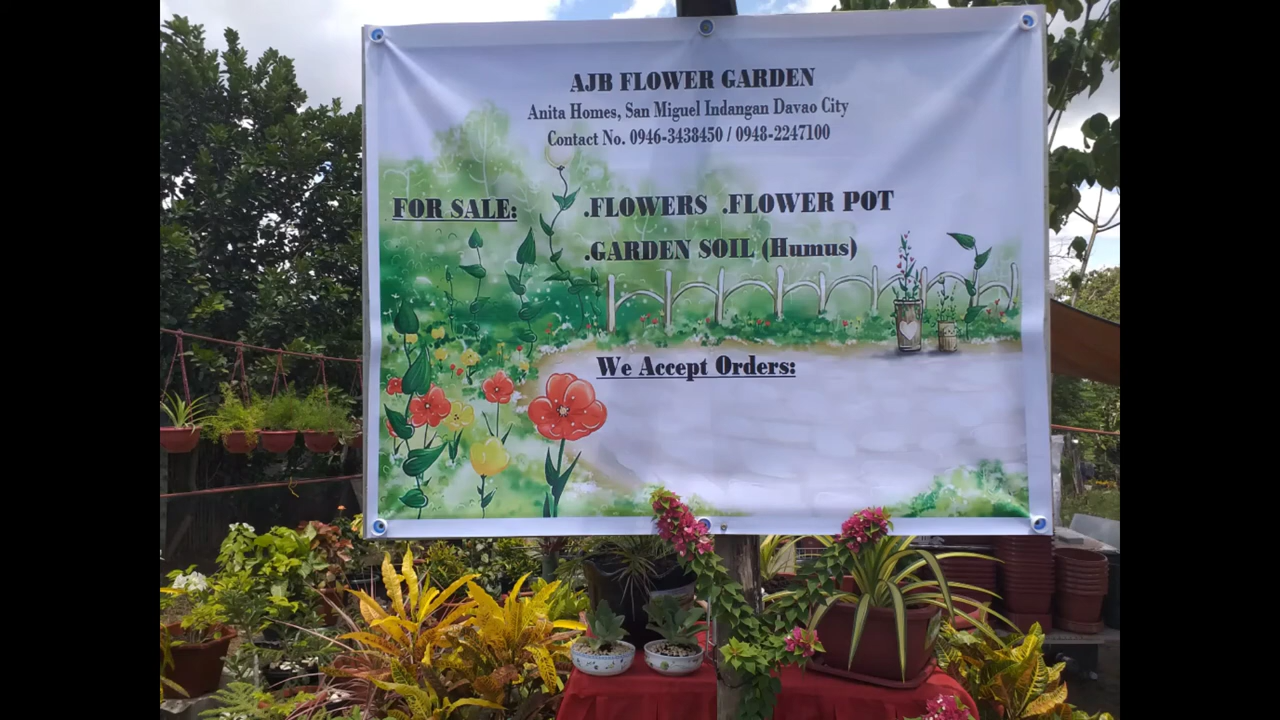 AJB FLOWER GARDEN
Anita Homes, San Miguel Indangan Davao City
Contact No. 0946-3438450 / 0948-2247100
FOR SALE: .FLOWERS .FLOWER POT
.GARDEN SOIL (Humus)
We Accept Orders: